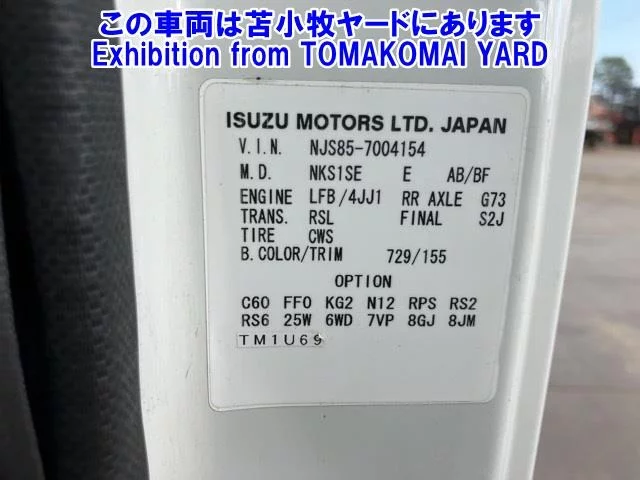 この車両は苫小牧ヤードにあります
Exhibition from TOMAKOMAI YARD
ISUZU MOTORS LTD. JAPAN
V.I.N. NJS85-7004154
M.D. NKS1SE E AB/BF
ENGINE LFB/4JJ1 RR AXLE G73
TRANS. RSL FINAL S2J
TIRE CWS
B.COLOR/TRIM 729/155
OPTION
C60 FF0 KG2 N12 RPS RS2
RS6 25W 6WD 7VP 8GJ 8JM
TM1U69